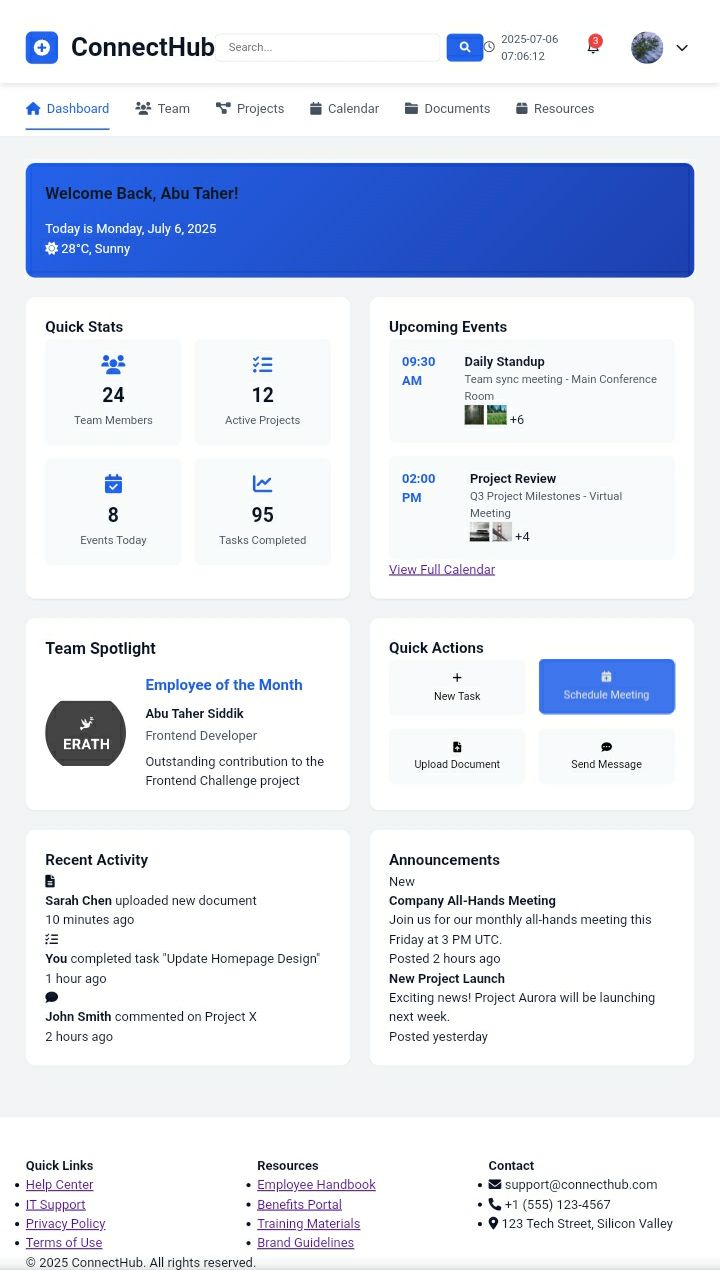 ConnectHub
Search...
2025-07-06
07:06:12
3
Dashboard
Team
Projects
Calendar
Documents
Resources
Welcome Back, Abu Taher!
Today is Monday, July 6, 2025
28°C, Sunny
Quick Stats
24
Team Members
12
Active Projects
8
Events Today
95
Tasks Completed
Upcoming Events
09:30
AM
Daily Standup
Team sync meeting - Main Conference
Room
+6
02:00
PM
Project Review
Q3 Project Milestones - Virtual
Meeting
+4
View Full Calendar
Team Spotlight
ERATH
Employee of the Month
Abu Taher Siddik
Frontend Developer
Outstanding contribution to the
Frontend Challenge project
Quick Actions
New Task
Schedule Meeting
Upload Document
Send Message
Recent Activity
Sarah Chen uploaded new document
10 minutes ago
You completed task "Update Homepage Design"
1 hour ago
John Smith commented on Project X
2 hours ago
Announcements
New
Company All-Hands Meeting
Join us for our monthly all-hands meeting this
Friday at 3 PM UTC.
Posted 2 hours ago
New Project Launch
Exciting news! Project Aurora will be launching
next week.
Posted yesterday
Quick Links
• Help Center
• IT Support
• Privacy Policy
• Terms of Use
Resources
• Employee Handbook
• Benefits Portal
• Training Materials
• Brand Guidelines
Contact
• support@connecthub.com
• +1 (555) 123-4567
• 123 Tech Street, Silicon Valley
© 2025 ConnectHub. All rights reserved.